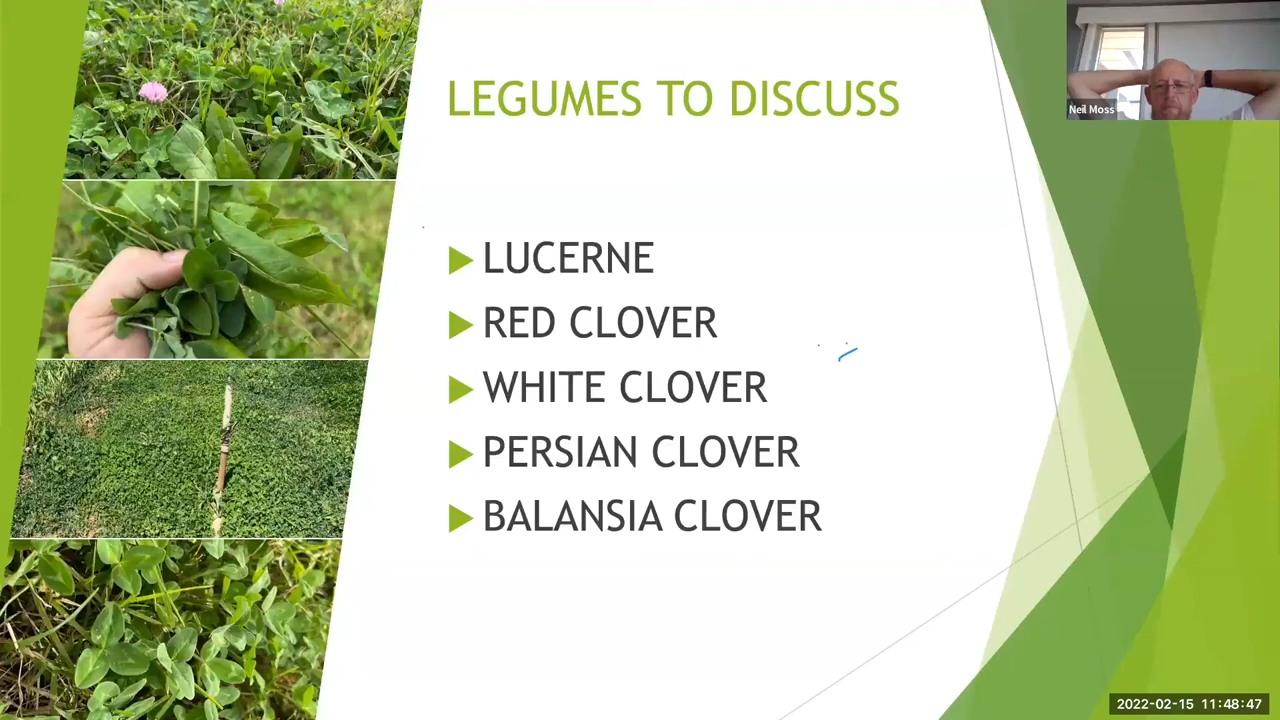 LEGUMES TO DISCUSS
Neil Moss
LUCERNE
RED CLOVER
WHITE CLOVER
PERSIAN CLOVER
BALANSIA CLOVER
2022-02-15 11:48:47